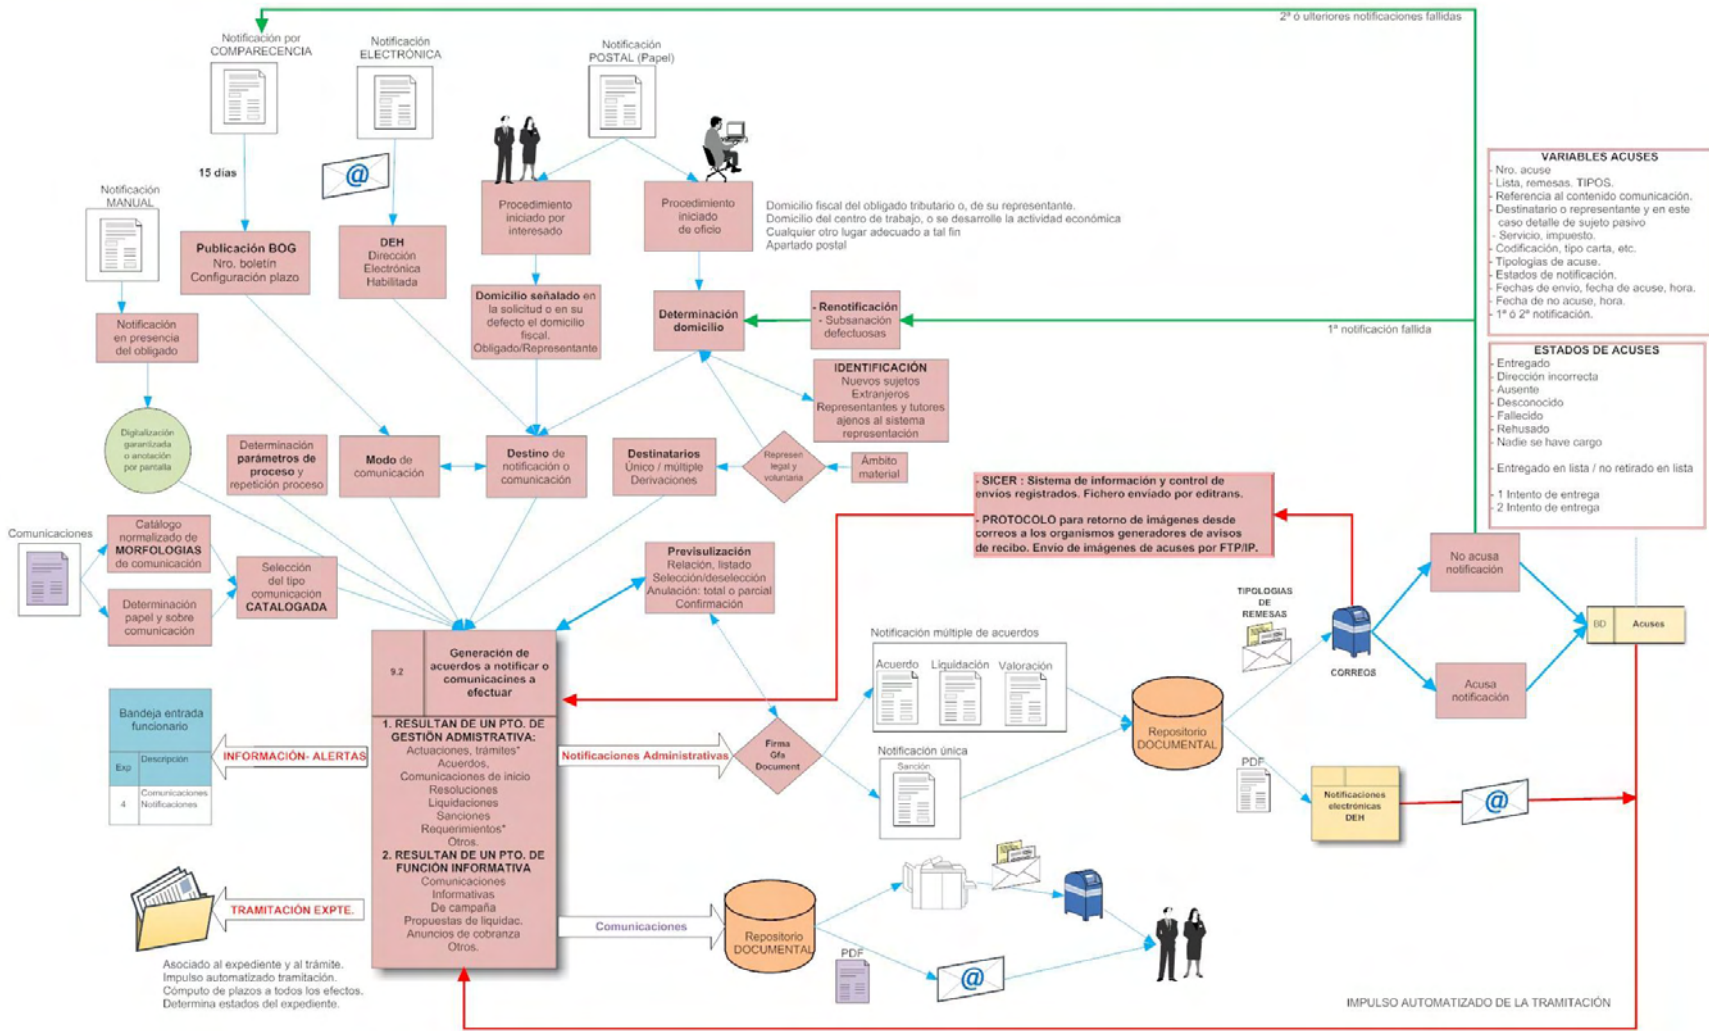 2ª ó ulteriores notificaciones fallidas
Notificación por
COMPARECENCIA
Notificación
ELECTRÓNICA
Notificación
POSTAL (Papel)
15 días
@
Notificación
MANUAL
Publicación BOG
Nro. boletín
Configuración plazo
DEH
Dirección
Electrónica
Habilitada
Procedimiento
iniciado por
interesado
Procedimiento
iniciado
de oficio
Domicilio fiscal del obligado tributario o, de su representante.
Domicilio del centro de trabajo, o se desarrolle la actividad económica
Cualquier otro lugar adecuado a tal fin
Apartado postal
VARIABLES ACUSES
- Nro. acuse
- Lista, remesas. TIPOS.
- Referencia al contenido comunicación.
- Destinatario o representante y en este
caso detalle de sujeto pasivo
- Servicio, impuesto.
- Codificación, tipo carta, etc.
- Tipologías de acuse.
- Estados de notificación.
- Fechas de envio, fecha de acuse, hora.
- Fecha de no acuse, hora.
- 1ª ó 2ª notificación.
Notificación
en presencia
del obligado
Domicilio señalado en
la solicitud o en su
defecto el domicilio
fiscal.
Obligado/Representante
Determinación
domicilio
- Renotificación
- Subsanación
defectuosas
1ª notificación fallida
ESTADOS DE ACUSES
- Entregado
- Dirección incorrecta
- Ausente
- Desconocido
- Fallecido
- Rehusado
- Nadie se have cargo
- Entregado en lista / no retirado en lista
- 1 Intento de entrega
- 2 Intento de entrega
IDENTIFICACIÓN
Nuevos sujetos
Extranjeros
Representantes y tutores
ajenos al sistema
representación
Digitalización
garantizada
o anotación
por pantalla
Determinación
parámetros de
proceso y
repetición proceso
Modo de
comunicación
Destino de
notificación o
comunicación
Destinatarios
Único / múltiple
Derivaciones
Represen
legal y
voluntaria
Ámbito
material
- SICER : Sistema de información y control de
envíos registrados. Fichero enviado por editrans.
- PROTOCOLO para retorno de imágenes desde
correos a los organismos generadores de avisos
de recibo. Envio de imágenes de acuses por FTP/IP.
Comunicaciones
Catálogo
normalizado de
MORFOLOGIAS
de comunicación
Determinación
papel y sobre
comunicación
Selección
del tipo
comunicación
CATALOGADA
Previsulización
Relación, listado
Selección/deselección
Anulación: total o parcial
Confirmación
TIPOLOGIAS
DE
REMESAS
CORREOS
No acusa
notificación
Acusa
notificación
BD
Acuses
9.2
Generación de
acuerdos a notificar o
comunicacines a
efectuar
Notificación múltiple de acuerdos
Acuerdo
Liquidación
Valoración
Bandeja entrada
funcionario
Exp
Descripción
4
Comunicaciones
Notificaciones
INFORMACIÓN- ALERTAS
1. RESULTAN DE UN PTO. DE
GESTIÓN ADMISTRATIVA:
Actuaciones, trámites*
Acuerdos,
Comunicaciones de inicio
Resoluciones
Liquidaciones
Sanciones
Requerimientos*
Otros.
2. RESULTAN DE UN PTO. DE
FUNCIÓN INFORMATIVA
Comunicaciones
Informativas
De campaña
Propuestas de liquidac.
Anuncios de cobranza
Otros.
Notificaciones Administrativas
Firma
Gfa
Document
Notificación única
Sanción
Repositorio
DOCUMENTAL
PDF
Notificaciones
electrónicas
DEH
@
TRAMITACIÓN EXPTE.
Comunicaciones
Repositorio
DOCUMENTAL
PDF
@
Asociado al expediente y al trámite.
Impulso automatizado tramitación.
Cómputo de plazos a todos los efectos.
Determina estados del expediente.
IMPULSO AUTOMATIZADO DE LA TRAMITACIÓN